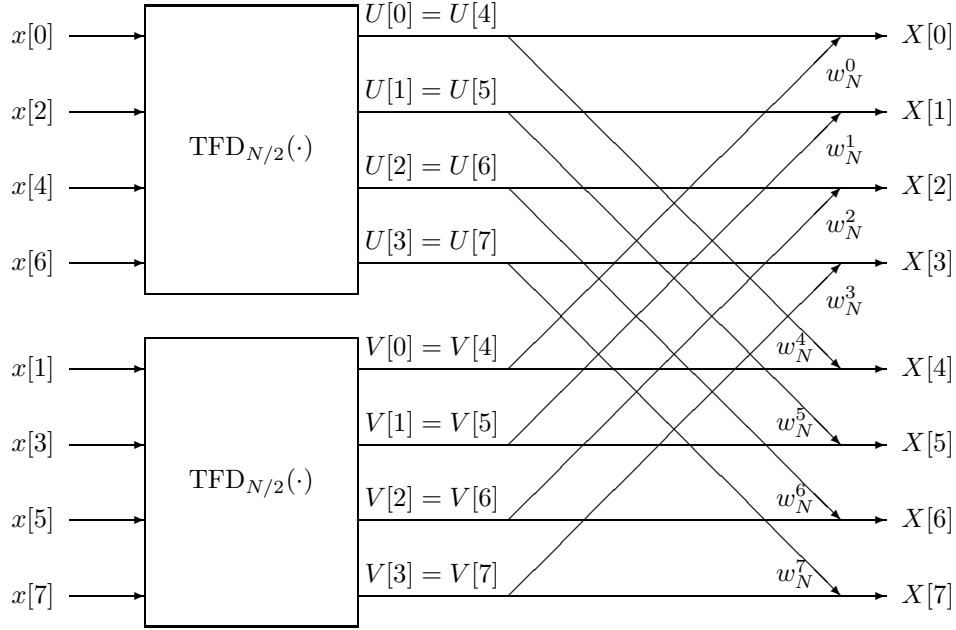 x[0] U[0] = U[4] X[0]
w_N^0
x[2] U[1] = U[5] X[1]
TFD_{N/2}(·) w_N^1
x[4] U[2] = U[6] X[2]
w_N^2
x[6] U[3] = U[7] X[3]
w_N^3
x[1] V[0] = V[4] w_N^4 X[4]
x[3] V[1] = V[5] w_N^5 X[5]
TFD_{N/2}(·)
x[5] V[2] = V[6] w_N^6 X[6]
x[7] V[3] = V[7] w_N^7 X[7]